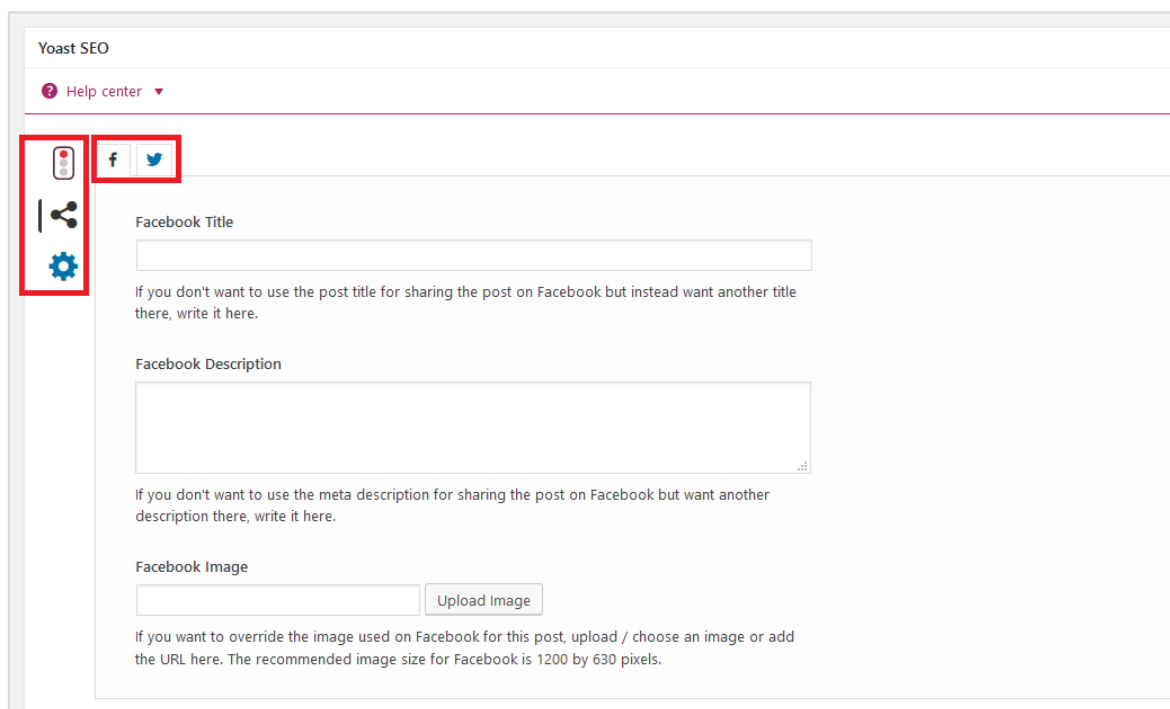 Yoast SEO
? Help center
Facebook Title
If you don't want to use the post title for sharing the post on Facebook but instead want another title
there, write it here.
Facebook Description
If you don't want to use the meta description for sharing the post on Facebook but want another
description there, write it here.
Facebook Image
Upload Image
If you want to override the image used on Facebook for this post, upload / choose an image or add
the URL here. The recommended image size for Facebook is 1200 by 630 pixels.